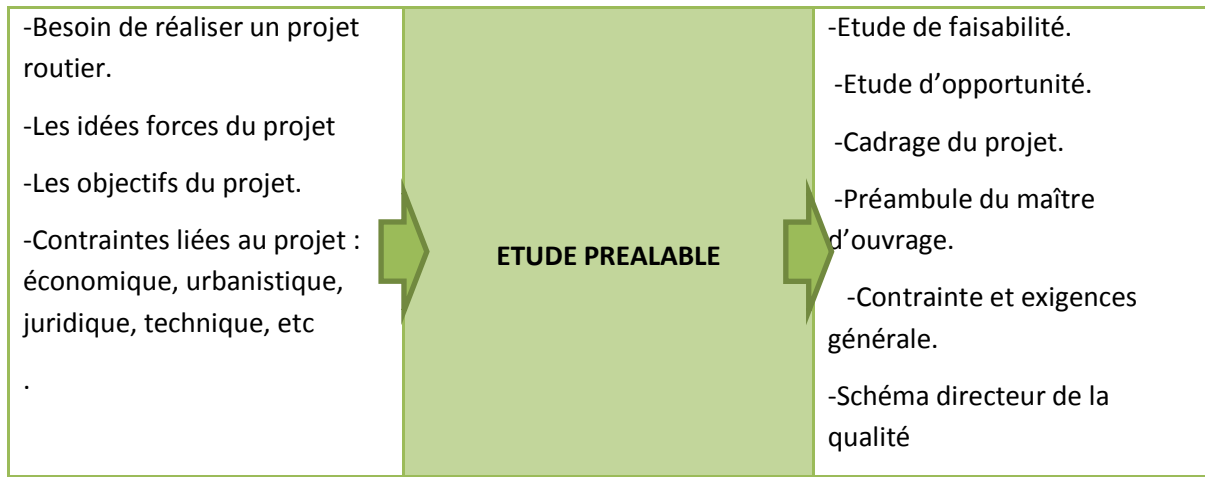 -Besoin de réaliser un projet
routier.
-Les idées forces du projet
-Les objectifs du projet.
-Contraintes liées au projet :
économique, urbanistique,
juridique, technique, etc
.
ETUDE PREALABLE
-Etude de faisabilité.
-Etude d’opportunité.
-Cadrage du projet.
-Préambule du maître
d’ouvrage.
-Contrainte et exigences
générale.
-Schéma directeur de la
qualité